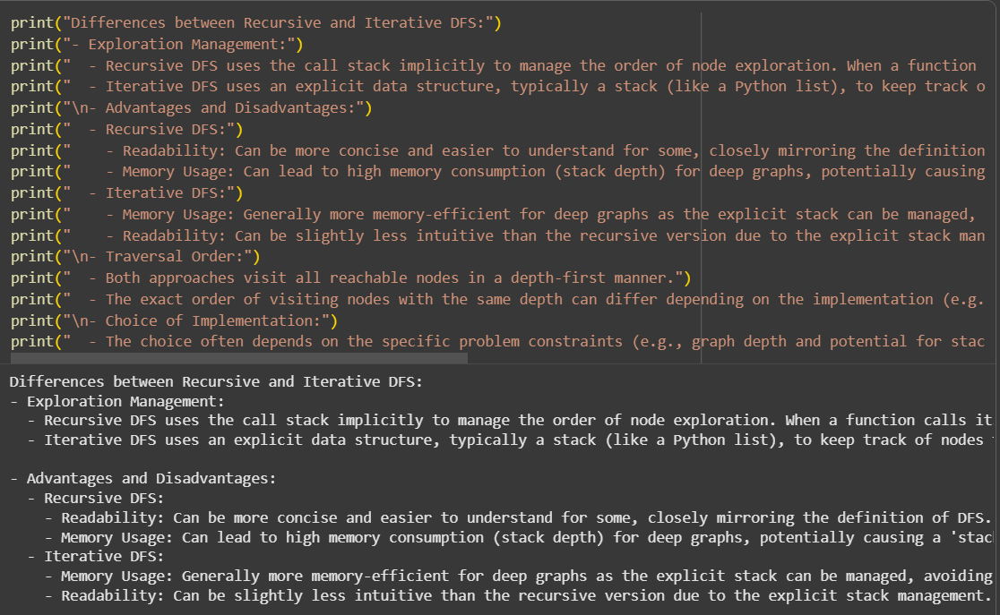 print("Differences between Recursive and Iterative DFS:")
print("- Exploration Management:")
print("  - Recursive DFS uses the call stack implicitly to manage the order of node exploration. When a function
print("  - Iterative DFS uses an explicit data structure, typically a stack (like a Python list), to keep track o
print("\n- Advantages and Disadvantages:")
print("  - Recursive DFS:")
print("    - Readability: Can be more concise and easier to understand for some, closely mirroring the definition
print("    - Memory Usage: Can lead to high memory consumption (stack depth) for deep graphs, potentially causing
print("  - Iterative DFS:")
print("    - Memory Usage: Generally more memory-efficient for deep graphs as the explicit stack can be managed,
print("    - Readability: Can be slightly less intuitive than the recursive version due to the explicit stack man
print("\n- Traversal Order:")
print("  - Both approaches visit all reachable nodes in a depth-first manner.")
print("  - The exact order of visiting nodes with the same depth can differ depending on the implementation (e.g.
print("\n- Choice of Implementation:")
print("  - The choice often depends on the specific problem constraints (e.g., graph depth and potential for stac
Differences between Recursive and Iterative DFS:
- Exploration Management:
  - Recursive DFS uses the call stack implicitly to manage the order of node exploration. When a function calls it
  - Iterative DFS uses an explicit data structure, typically a stack (like a Python list), to keep track of nodes
- Advantages and Disadvantages:
  - Recursive DFS:
    - Readability: Can be more concise and easier to understand for some, closely mirroring the definition of DFS.
    - Memory Usage: Can lead to high memory consumption (stack depth) for deep graphs, potentially causing a 'stac
  - Iterative DFS:
    - Memory Usage: Generally more memory-efficient for deep graphs as the explicit stack can be managed, avoiding
    - Readability: Can be slightly less intuitive than the recursive version due to the explicit stack management.